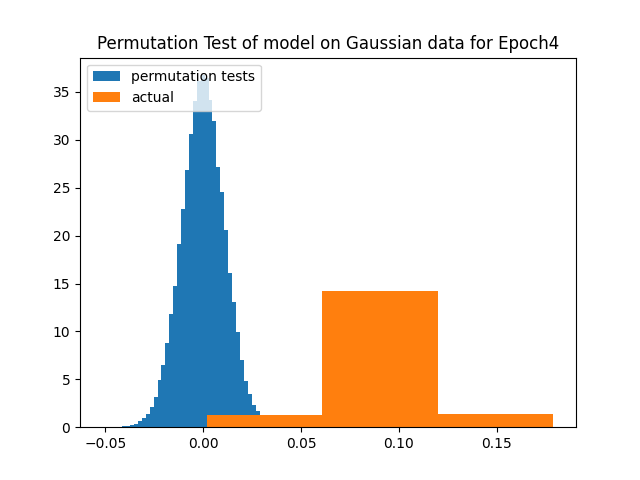 Permutation Test of model on Gaussian data for Epoch4
permutation tests
actual
35
30
25
20
15
10
5
0
−0.05 0.00 0.05 0.10 0.15